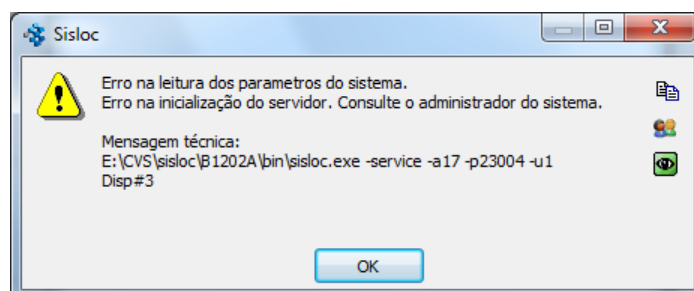 Sisloc
Erro na leitura dos parametros do sistema.
Erro na inicialização do servidor. Consulte o administrador do sistema.
Mensagem técnica:
E:\CVS\sisloc\B1202A\bin\sisloc.exe -service -a17 -p23004 -u1
Disp#3
OK